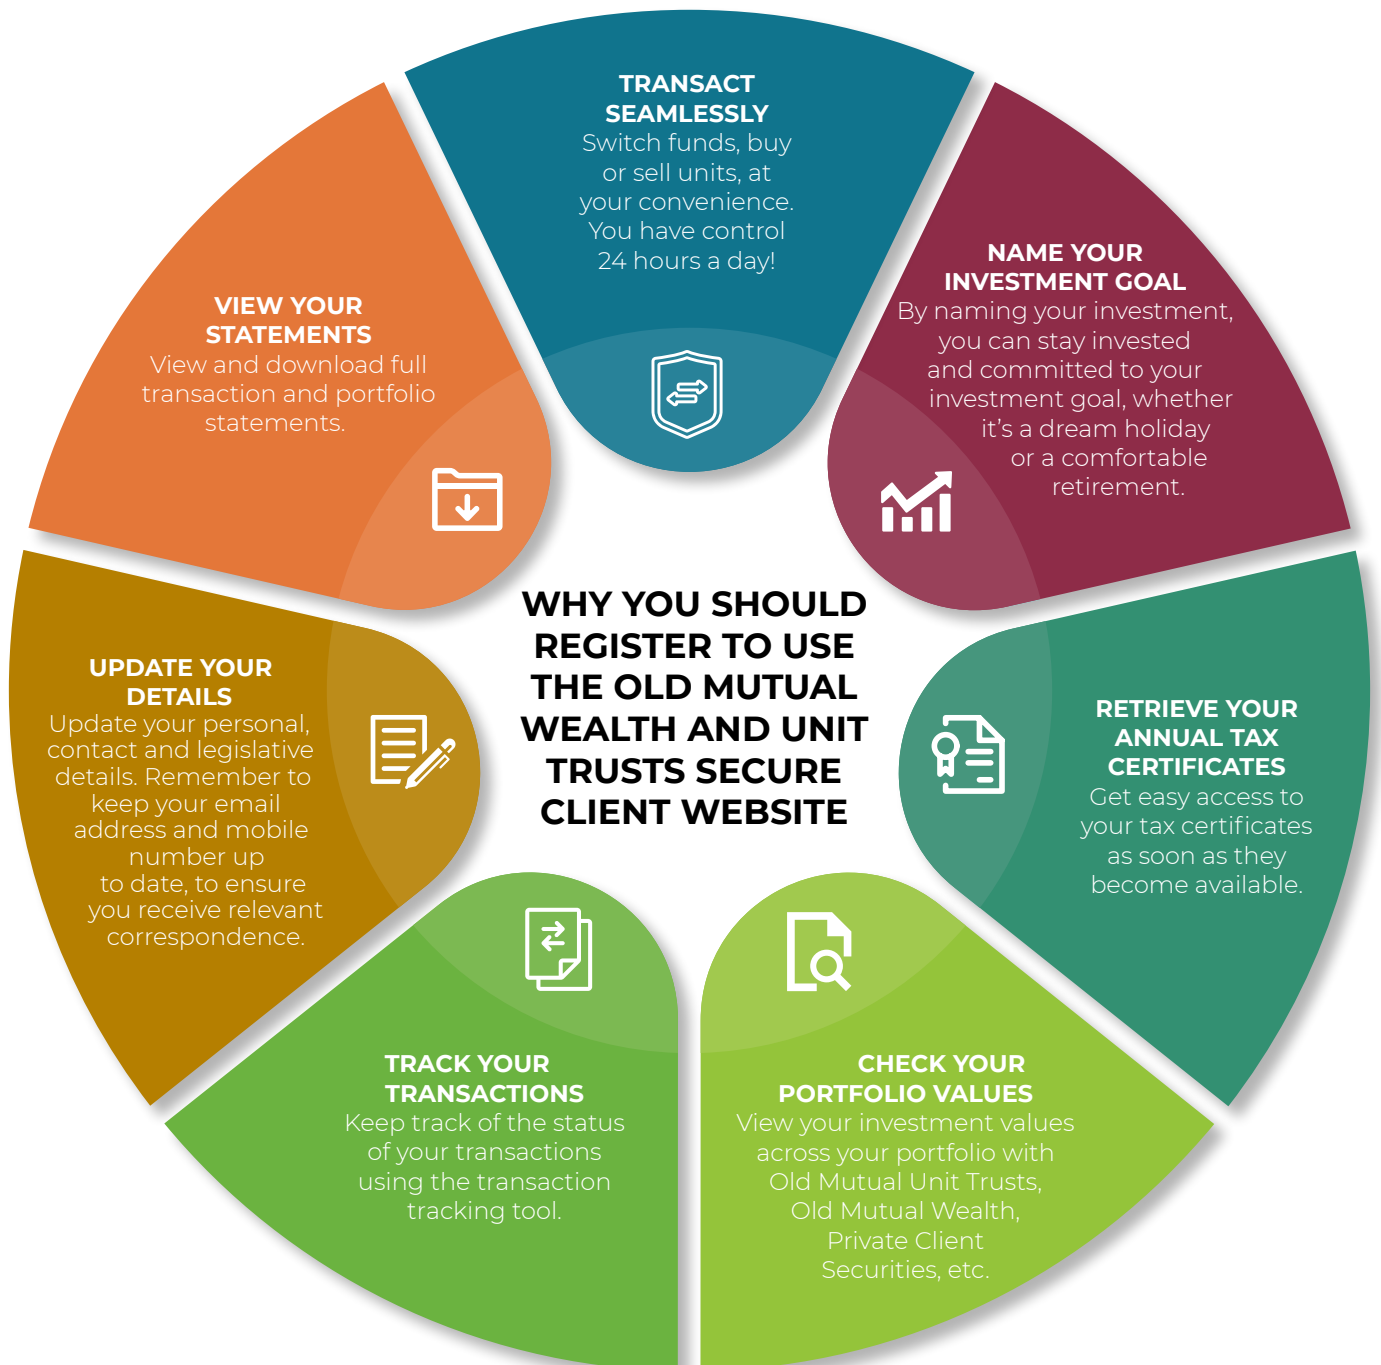 TRANSACT
SEAMLESSLY
Switch funds, buy
or sell units, at
your convenience.
You have control
24 hours a day!
NAME YOUR
INVESTMENT GOAL
By naming your investment,
you can stay invested
and committed to your
investment goal, whether
it’s a dream holiday
or a comfortable
retirement.
RETRIEVE YOUR
ANNUAL TAX
CERTIFICATES
Get easy access to
your tax certificates
as soon as they
become available.
CHECK YOUR
PORTFOLIO VALUES
View your investment values
across your portfolio with
Old Mutual Unit Trusts,
Old Mutual Wealth,
Private Client
Securities, etc.
TRACK YOUR
TRANSACTIONS
Keep track of the status
of your transactions
using the transaction
tracking tool.
UPDATE YOUR
DETAILS
Update your personal,
contact and legislative
details. Remember to
keep your email
address and mobile
number up
to date, to ensure
you receive relevant
correspondence.
VIEW YOUR
STATEMENTS
View and download full
transaction and portfolio
statements.
WHY YOU SHOULD
REGISTER TO USE
THE OLD MUTUAL
WEALTH AND UNIT
TRUSTS SECURE
CLIENT WEBSITE